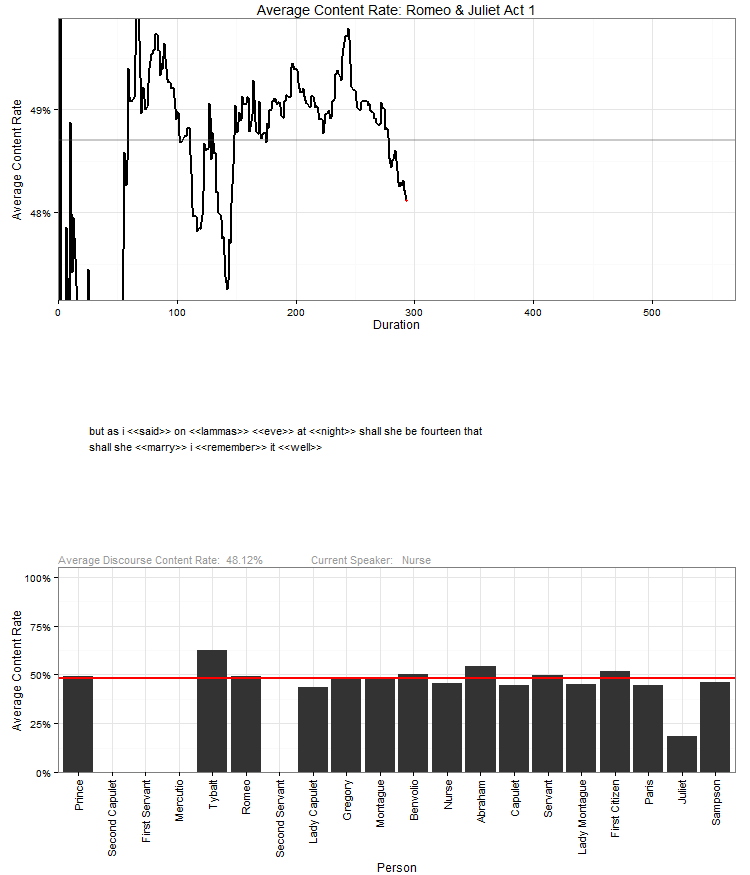 Average Content Rate: Romeo & Juliet Act 1
Average Content Rate
49%
48%
0 100 200 300 400 500
Duration
but as i <<said>> on <<lammas>> <<eve>> at <<night>> shall she be fourteen that
shall she <<marry>> i <<remember>> it <<well>>
Average Discourse Content Rate: 48.12% Current Speaker: Nurse
Average Content Rate
100%
75%
50%
25%
0%
Prince
Second Capulet
First Servant
Mercutio
Tybalt
Romeo
Second Servant
Lady Capulet
Gregory
Montague
Benvolio
Nurse
Abraham
Capulet
Servant
Lady Montague
First Citizen
Paris
Juliet
Sampson
Person